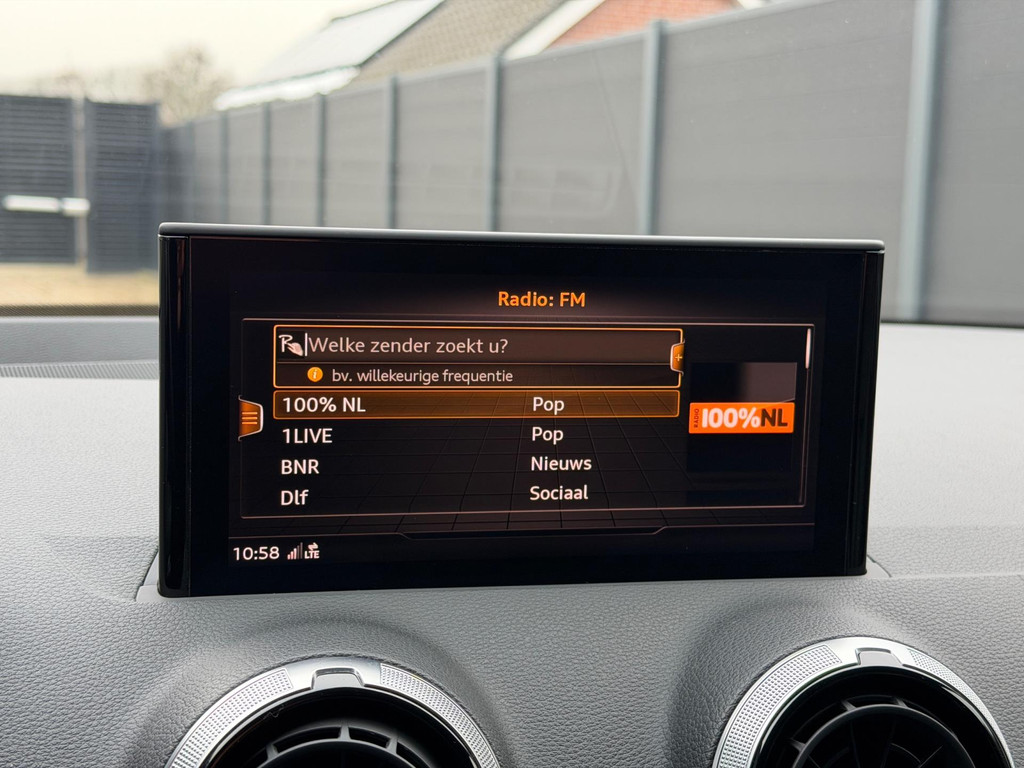 Radio: FM
Welke zender zoekt u?
i bv. willekeurige frequentie
100% NL Pop
RADIO 100%NL
1LIVE Pop
BNR Nieuws
Dlf Sociaal
10:58 LTE